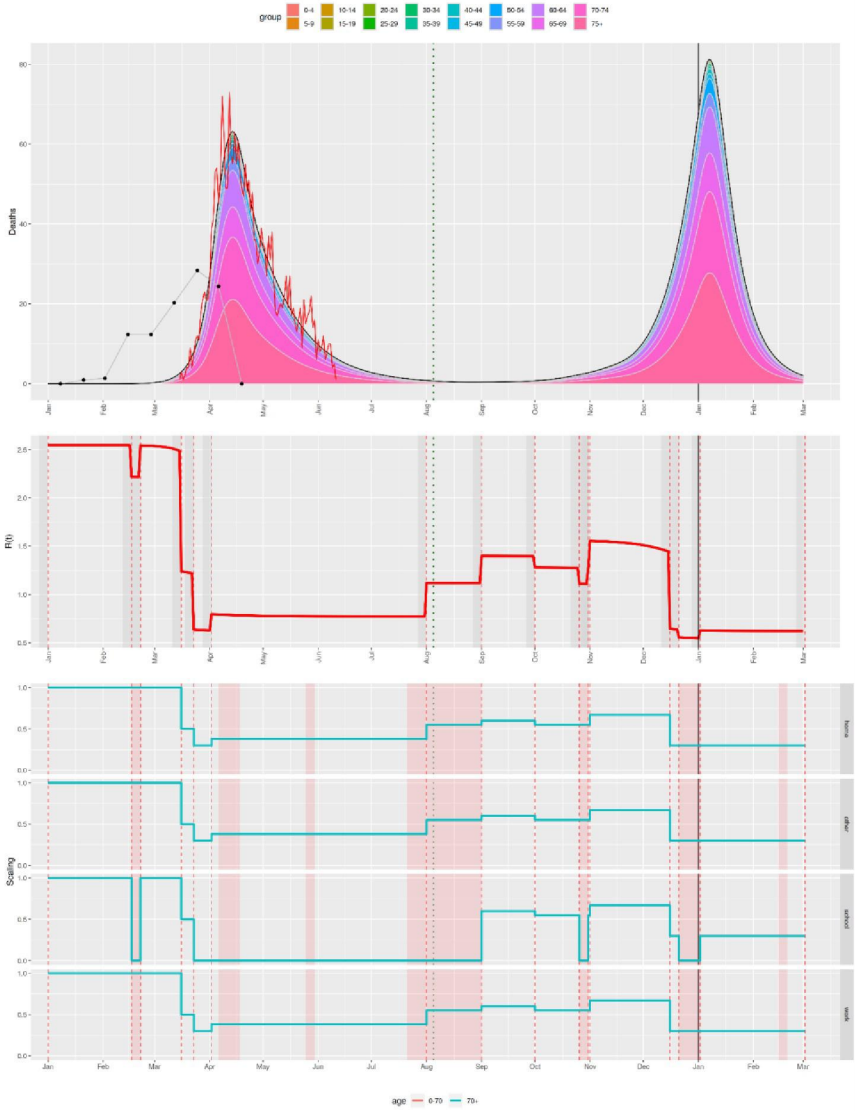 group
0-4 10-14 20-24 30-34 40-44 50-54 60-64 70-74
5-9 15-19 25-29 35-39 45-49 55-59 65-69 75+
80
60
40
20
0
Deaths
Jan Feb Mar Apr May Jun Jul Aug Sep Oct Nov Dec Jan Feb Mar
2.5
2.0
1.5
1.0
0.5
R(t)
Jan Feb Mar Apr May Jun Jul Aug Sep Oct Nov Dec Jan Feb Mar
1.0
0.5
0.0
home
1.0
0.5
0.0
other
Scaling
1.0
0.5
0.0
school
1.0
0.5
0.0
work
Jan Feb Mar Apr May Jun Jul Aug Sep Oct Nov Dec Jan Feb Mar
age 0-70 70+